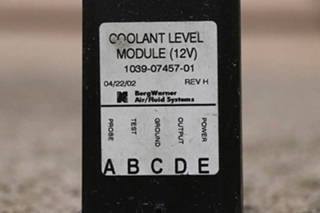 COOLANT LEVEL
MODULE (12V)
1039-07457-01
04/22/02 REV H
BorgWarner
Air/Fluid Systems
PROBE
TEST
GROUND
OUTPUT
POWER
A B C D E